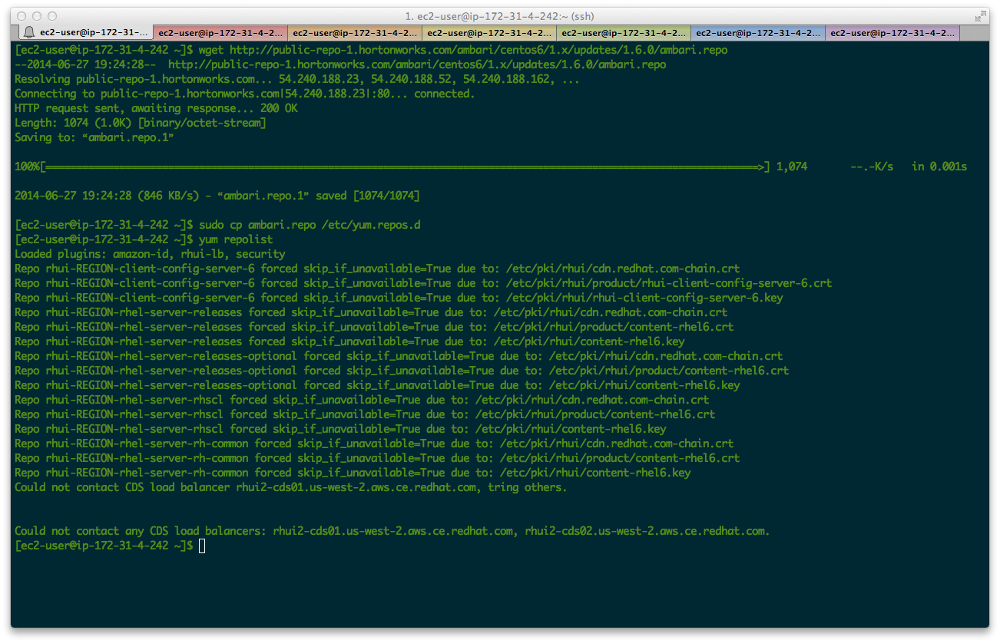 1. ec2-user@ip-172-31-4-242:~ (ssh)
ec2-user@ip-172-31-... ec2-user@ip-172-31-4-2... ec2-user@ip-172-31-4-2... ec2-user@ip-172-31-4-2... ec2-user@ip-172-31-4-2... ec2-user@ip-172-31-4-2... ec2-user@ip-172-31-4-2...
[ec2-user@ip-172-31-4-242 ~]$ wget http://public-repo-1.hortonworks.com/ambari/centos6/1.x/updates/1.6.0/ambari.repo
--2014-06-27 19:24:28--  http://public-repo-1.hortonworks.com/ambari/centos6/1.x/updates/1.6.0/ambari.repo
Resolving public-repo-1.hortonworks.com... 54.240.188.23, 54.240.188.52, 54.240.188.162, ...
Connecting to public-repo-1.hortonworks.com|54.240.188.23|:80... connected.
HTTP request sent, awaiting response... 200 OK
Length: 1074 (1.0K) [binary/octet-stream]
Saving to: “ambari.repo.1”
100%[====================================================================================================================>] 1,074       --.-K/s   in 0.001s
2014-06-27 19:24:28 (846 KB/s) - “ambari.repo.1” saved [1074/1074]
[ec2-user@ip-172-31-4-242 ~]$ sudo cp ambari.repo /etc/yum.repos.d
[ec2-user@ip-172-31-4-242 ~]$ yum repolist
Loaded plugins: amazon-id, rhui-lb, security
Repo rhui-REGION-client-config-server-6 forced skip_if_unavailable=True due to: /etc/pki/rhui/cdn.redhat.com-chain.crt
Repo rhui-REGION-client-config-server-6 forced skip_if_unavailable=True due to: /etc/pki/rhui/product/rhui-client-config-server-6.crt
Repo rhui-REGION-client-config-server-6 forced skip_if_unavailable=True due to: /etc/pki/rhui/rhui-client-config-server-6.key
Repo rhui-REGION-rhel-server-releases forced skip_if_unavailable=True due to: /etc/pki/rhui/cdn.redhat.com-chain.crt
Repo rhui-REGION-rhel-server-releases forced skip_if_unavailable=True due to: /etc/pki/rhui/product/content-rhel6.crt
Repo rhui-REGION-rhel-server-releases forced skip_if_unavailable=True due to: /etc/pki/rhui/content-rhel6.key
Repo rhui-REGION-rhel-server-releases-optional forced skip_if_unavailable=True due to: /etc/pki/rhui/cdn.redhat.com-chain.crt
Repo rhui-REGION-rhel-server-releases-optional forced skip_if_unavailable=True due to: /etc/pki/rhui/product/content-rhel6.crt
Repo rhui-REGION-rhel-server-releases-optional forced skip_if_unavailable=True due to: /etc/pki/rhui/content-rhel6.key
Repo rhui-REGION-rhel-server-rhscl forced skip_if_unavailable=True due to: /etc/pki/rhui/cdn.redhat.com-chain.crt
Repo rhui-REGION-rhel-server-rhscl forced skip_if_unavailable=True due to: /etc/pki/rhui/product/content-rhel6.crt
Repo rhui-REGION-rhel-server-rhscl forced skip_if_unavailable=True due to: /etc/pki/rhui/content-rhel6.key
Repo rhui-REGION-rhel-server-rh-common forced skip_if_unavailable=True due to: /etc/pki/rhui/cdn.redhat.com-chain.crt
Repo rhui-REGION-rhel-server-rh-common forced skip_if_unavailable=True due to: /etc/pki/rhui/product/content-rhel6.crt
Repo rhui-REGION-rhel-server-rh-common forced skip_if_unavailable=True due to: /etc/pki/rhui/content-rhel6.key
Could not contact CDS load balancer rhui2-cds01.us-west-2.aws.ce.redhat.com, tring others.
Could not contact any CDS load balancers: rhui2-cds01.us-west-2.aws.ce.redhat.com, rhui2-cds02.us-west-2.aws.ce.redhat.com.
[ec2-user@ip-172-31-4-242 ~]$